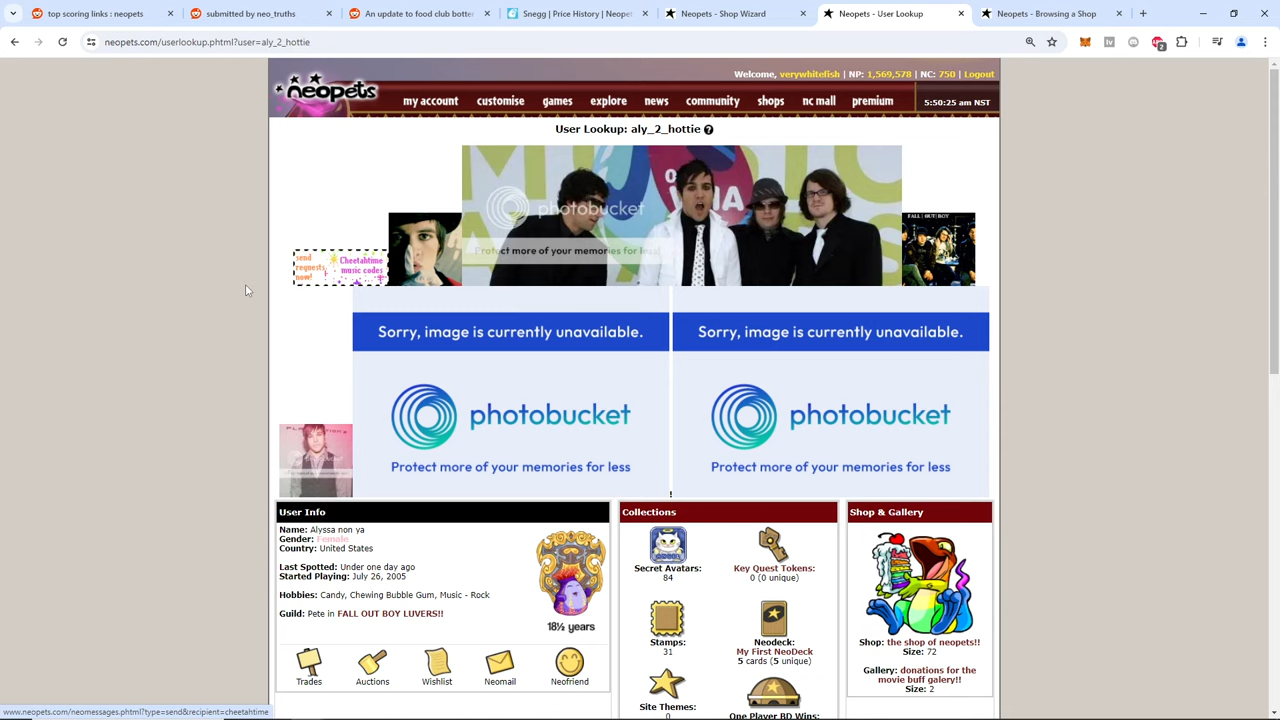 top scoring links : neopets
submitted by neo_truths
An update to food club botter
Snegg | Price History | Neopet
Neopets - Shop Wizard
Neopets - User Lookup
Neopets - Browsing a Shop
neopets.com/userlookup.phtml?user=aly_2_hottie
2
Welcome, verywhitefish | NP: 1,569,578 | NC: 750 | Logout
neopets
my account customise games explore news community shops nc mall premium
5:50:25 am NST
User Lookup: aly_2_hottie ?
photobucket
Protect more of your memories for less!
FALL OUT BOY
send
requests
now!
Cheetahtime
music codes
Sorry, image is currently unavailable.
photobucket
Protect more of your memories for less
Sorry, image is currently unavailable.
photobucket
Protect more of your memories for less
!
User Info
Name: Alyssa non ya
Gender: Female
Country: United States
Last Spotted: Under one day ago
Started Playing: July 26, 2005
Hobbies: Candy, Chewing Bubble Gum, Music - Rock
Guild: Pete in FALL OUT BOY LUVERS!!
18½ years
Trades Auctions Wishlist Neomail Neofriend
Collections
Secret Avatars:
84
Key Quest Tokens:
0 (0 unique)
Stamps:
31
Neodeck:
My First NeoDeck
5 cards (5 unique)
Site Themes:
0
One Player BD Wins:
Shop & Gallery
Shop: the shop of neopets!!
Size: 72
Gallery: donations for the
movie buff galery!!
Size: 2
www.neopets.com/neomessages.phtml?type=send&recipient=cheetahtime